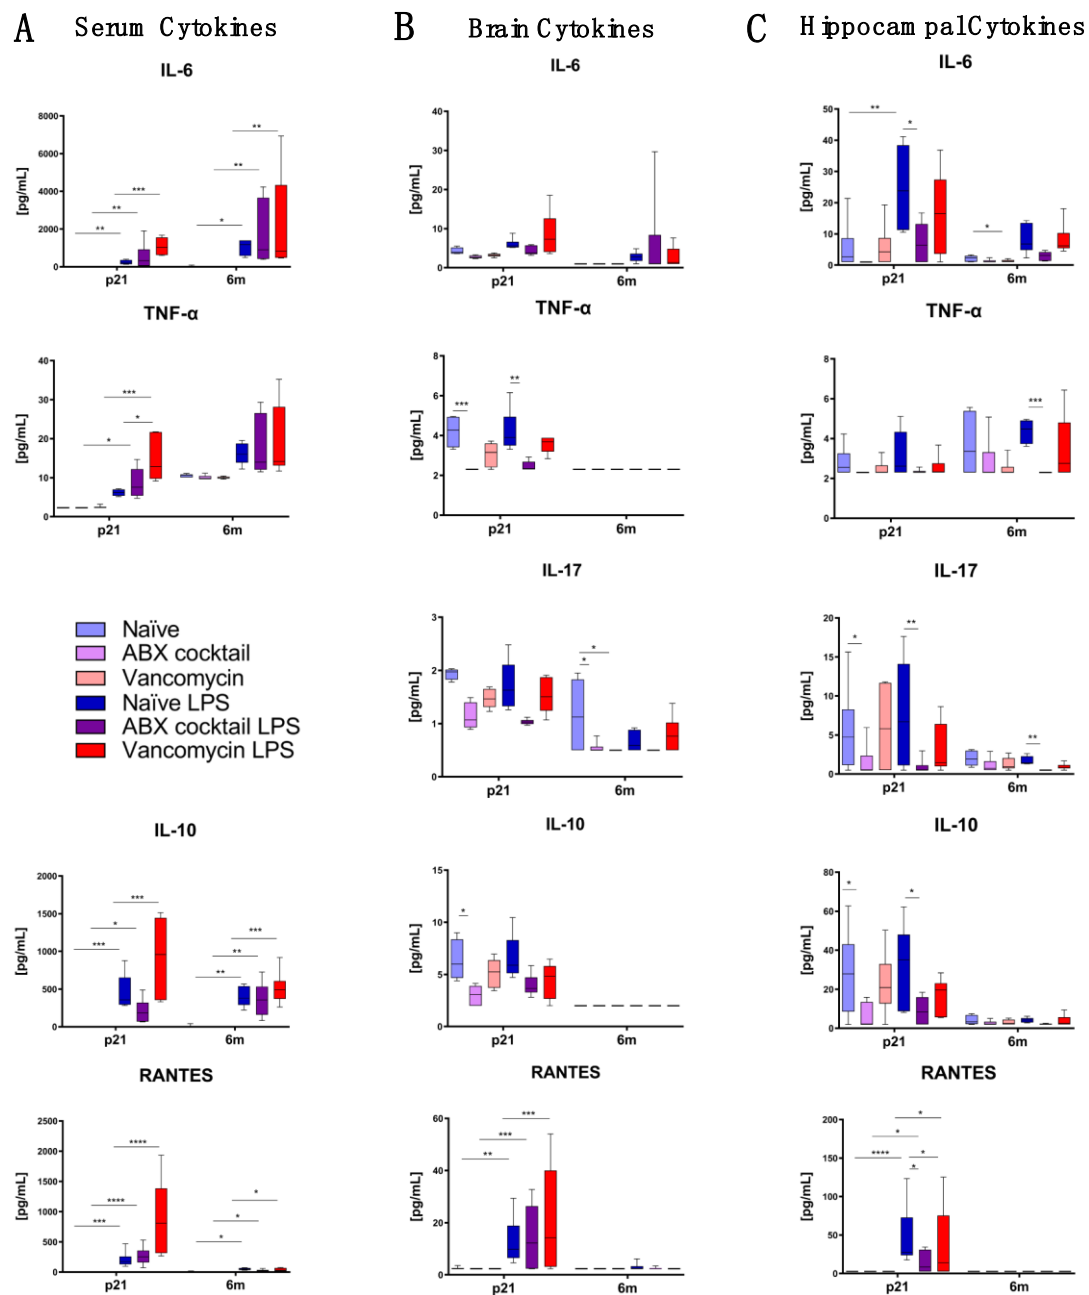 A Serum Cytokines
IL-6
[pg/mL]
8000
6000
4000
2000
0
** ** *** * ** **
p21 6m
TNF-α
[pg/mL]
40
30
20
10
0
* *** *
p21 6m
Naïve
ABX cocktail
Vancomycin
Naïve LPS
ABX cocktail LPS
Vancomycin LPS
IL-10
[pg/mL]
2000
1500
1000
500
0
*** * *** ** ** ***
p21 6m
RANTES
[pg/mL]
2500
2000
1500
1000
500
0
*** **** **** * * *
p21 6m
B Brain Cytokines
IL-6
[pg/mL]
40
30
20
10
0
p21 6m
TNF-α
[pg/mL]
8
6
4
2
0
*** **
p21 6m
IL-17
[pg/mL]
3
2
1
0
* *
p21 6m
IL-10
[pg/mL]
15
10
5
0
*
p21 6m
RANTES
[pg/mL]
60
40
20
0
** *** ***
p21 6m
C Hippocampal Cytokines
IL-6
[pg/mL]
50
40
30
20
10
0
** * *
p21 6m
TNF-α
[pg/mL]
8
6
4
2
0
***
p21 6m
IL-17
[pg/mL]
20
15
10
5
0
* ** **
p21 6m
IL-10
[pg/mL]
80
60
40
20
0
* *
p21 6m
RANTES
[pg/mL]
200
150
100
50
0
**** * * * *
p21 6m